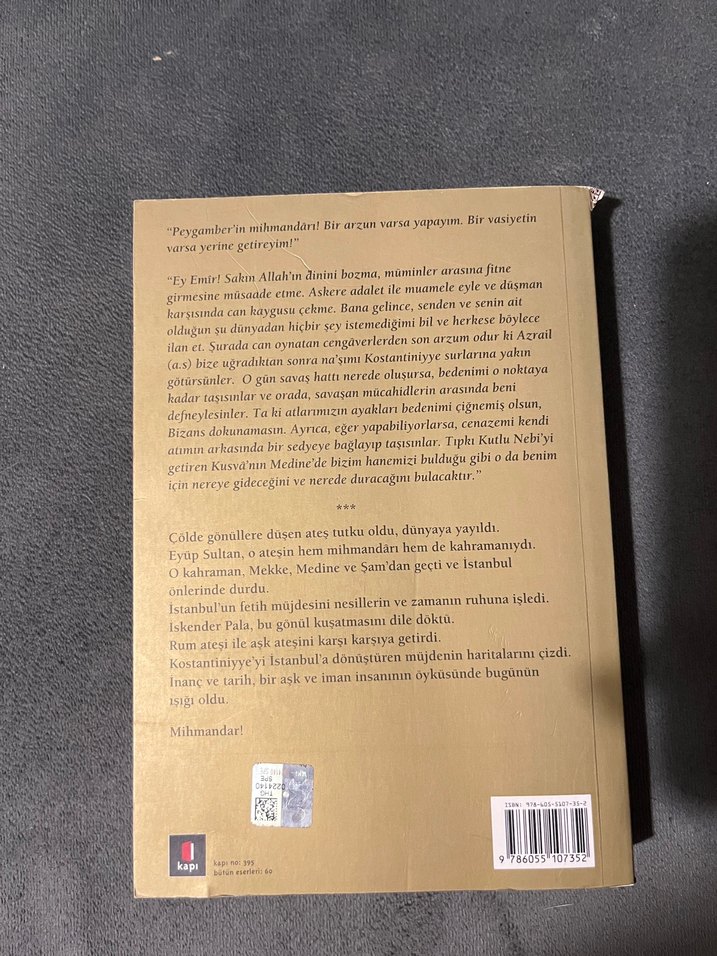 “Peygamber’in mihmandârı! Bir arzun varsa yapayım. Bir vasiyetin
varsa yerine getireyim!”
“Ey Emîr! Sakın Allah’ın dinini bozma, müminler arasına fitne
girmesine müsaade etme. Askere adalet ile muamele eyle ve düşman
karşısında can kaygusu çekme. Bana gelince, senden ve senin ait
olduğun şu dünyadan hiçbir şey istemediğimi bil ve herkese böylece
ilan et. Şurada can oynatan cengâverlerden son arzum odur ki Azrail
(a.s) bize uğradıktan sonra na’şımı Kostantiniyye surlarına yakın
götürsünler. O gün savaş hattı nerede oluşursa, bedenimi o noktaya
kadar taşısınlar ve orada, savaşan mücahidlerin arasında beni
defneylesinler. Ta ki atlarımızın ayakları bedenimi çiğnemiş olsun,
Bizans dokunamasın. Ayrıca, eğer yapabiliyorlarsa, cenazemi kendi
atımın arkasında bir sedyeye bağlayıp taşısınlar. Tıpkı Kutlu Nebi’yi
getiren Kusvâ’nın Medine’de bizim hanemizi bulduğu gibi o da benim
için nereye gideceğini ve nerede duracağını bulacaktır.”
***
Çölde gönüllere düşen ateş tutku oldu, dünyaya yayıldı.
Eyüp Sultan, o ateşin hem mihmandârı hem de kahramanıydı.
O kahraman, Mekke, Medine ve Şam’dan geçti ve İstanbul
önlerinde durdu.
İstanbul’un fetih müjdesini nesillerin ve zamanın ruhuna işledi.
İskender Pala, bu gönül kuşatmasını dile döktü.
Rum ateşi ile aşk ateşini karşı karşıya getirdi.
Kostantiniyye’yi İstanbul’a dönüştüren müjdenin haritalarını çizdi.
İnanç ve tarih, bir aşk ve iman insanının öyküsünde bugünün
ışığı oldu.
Mihmandar!
THG
0224140
SPE
kapı
kapı no: 395
bütün eserleri: 60
ISBN: 978-605-5107-35-2
9 786055 107352